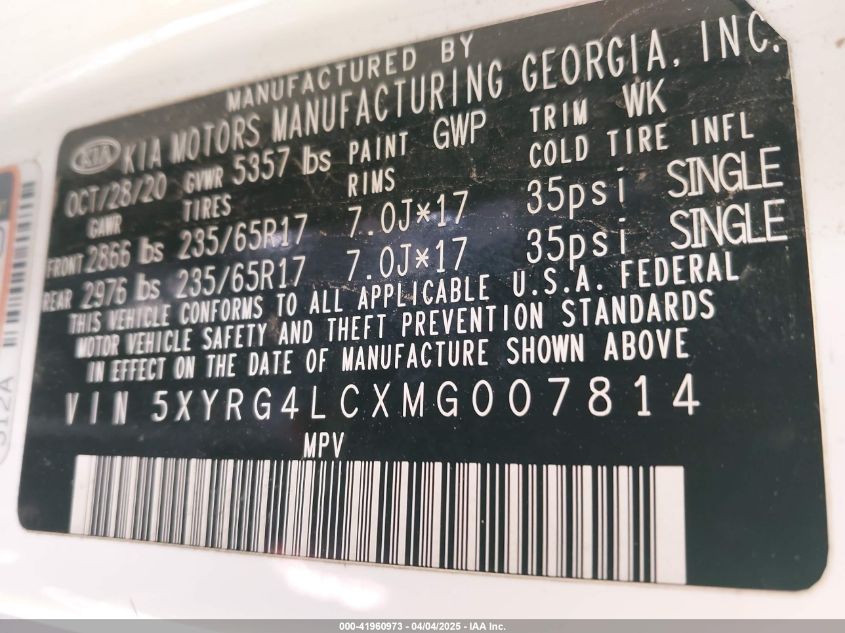 MANUFACTURED BY
KIA KIA MOTORS MANUFACTURING GEORGIA, INC.
OCT/28/20 GVWR 5357 lbs PAINT GWP TRIM WK
GAWR TIRES RIMS COLD TIRE INFL
FRONT 2866 lbs 235/65R17 7.0J*17 35psi SINGLE
REAR 2976 lbs 235/65R17 7.0J*17 35psi SINGLE
THIS VEHICLE CONFORMS TO ALL APPLICABLE U.S.A. FEDERAL
MOTOR VEHICLE SAFETY AND THEFT PREVENTION STANDARDS
IN EFFECT ON THE DATE OF MANUFACTURE SHOWN ABOVE
VIN 5XYRG4LCXMG007814
MPV
312A
000-41960973 - 04/04/2025 - IAA Inc.